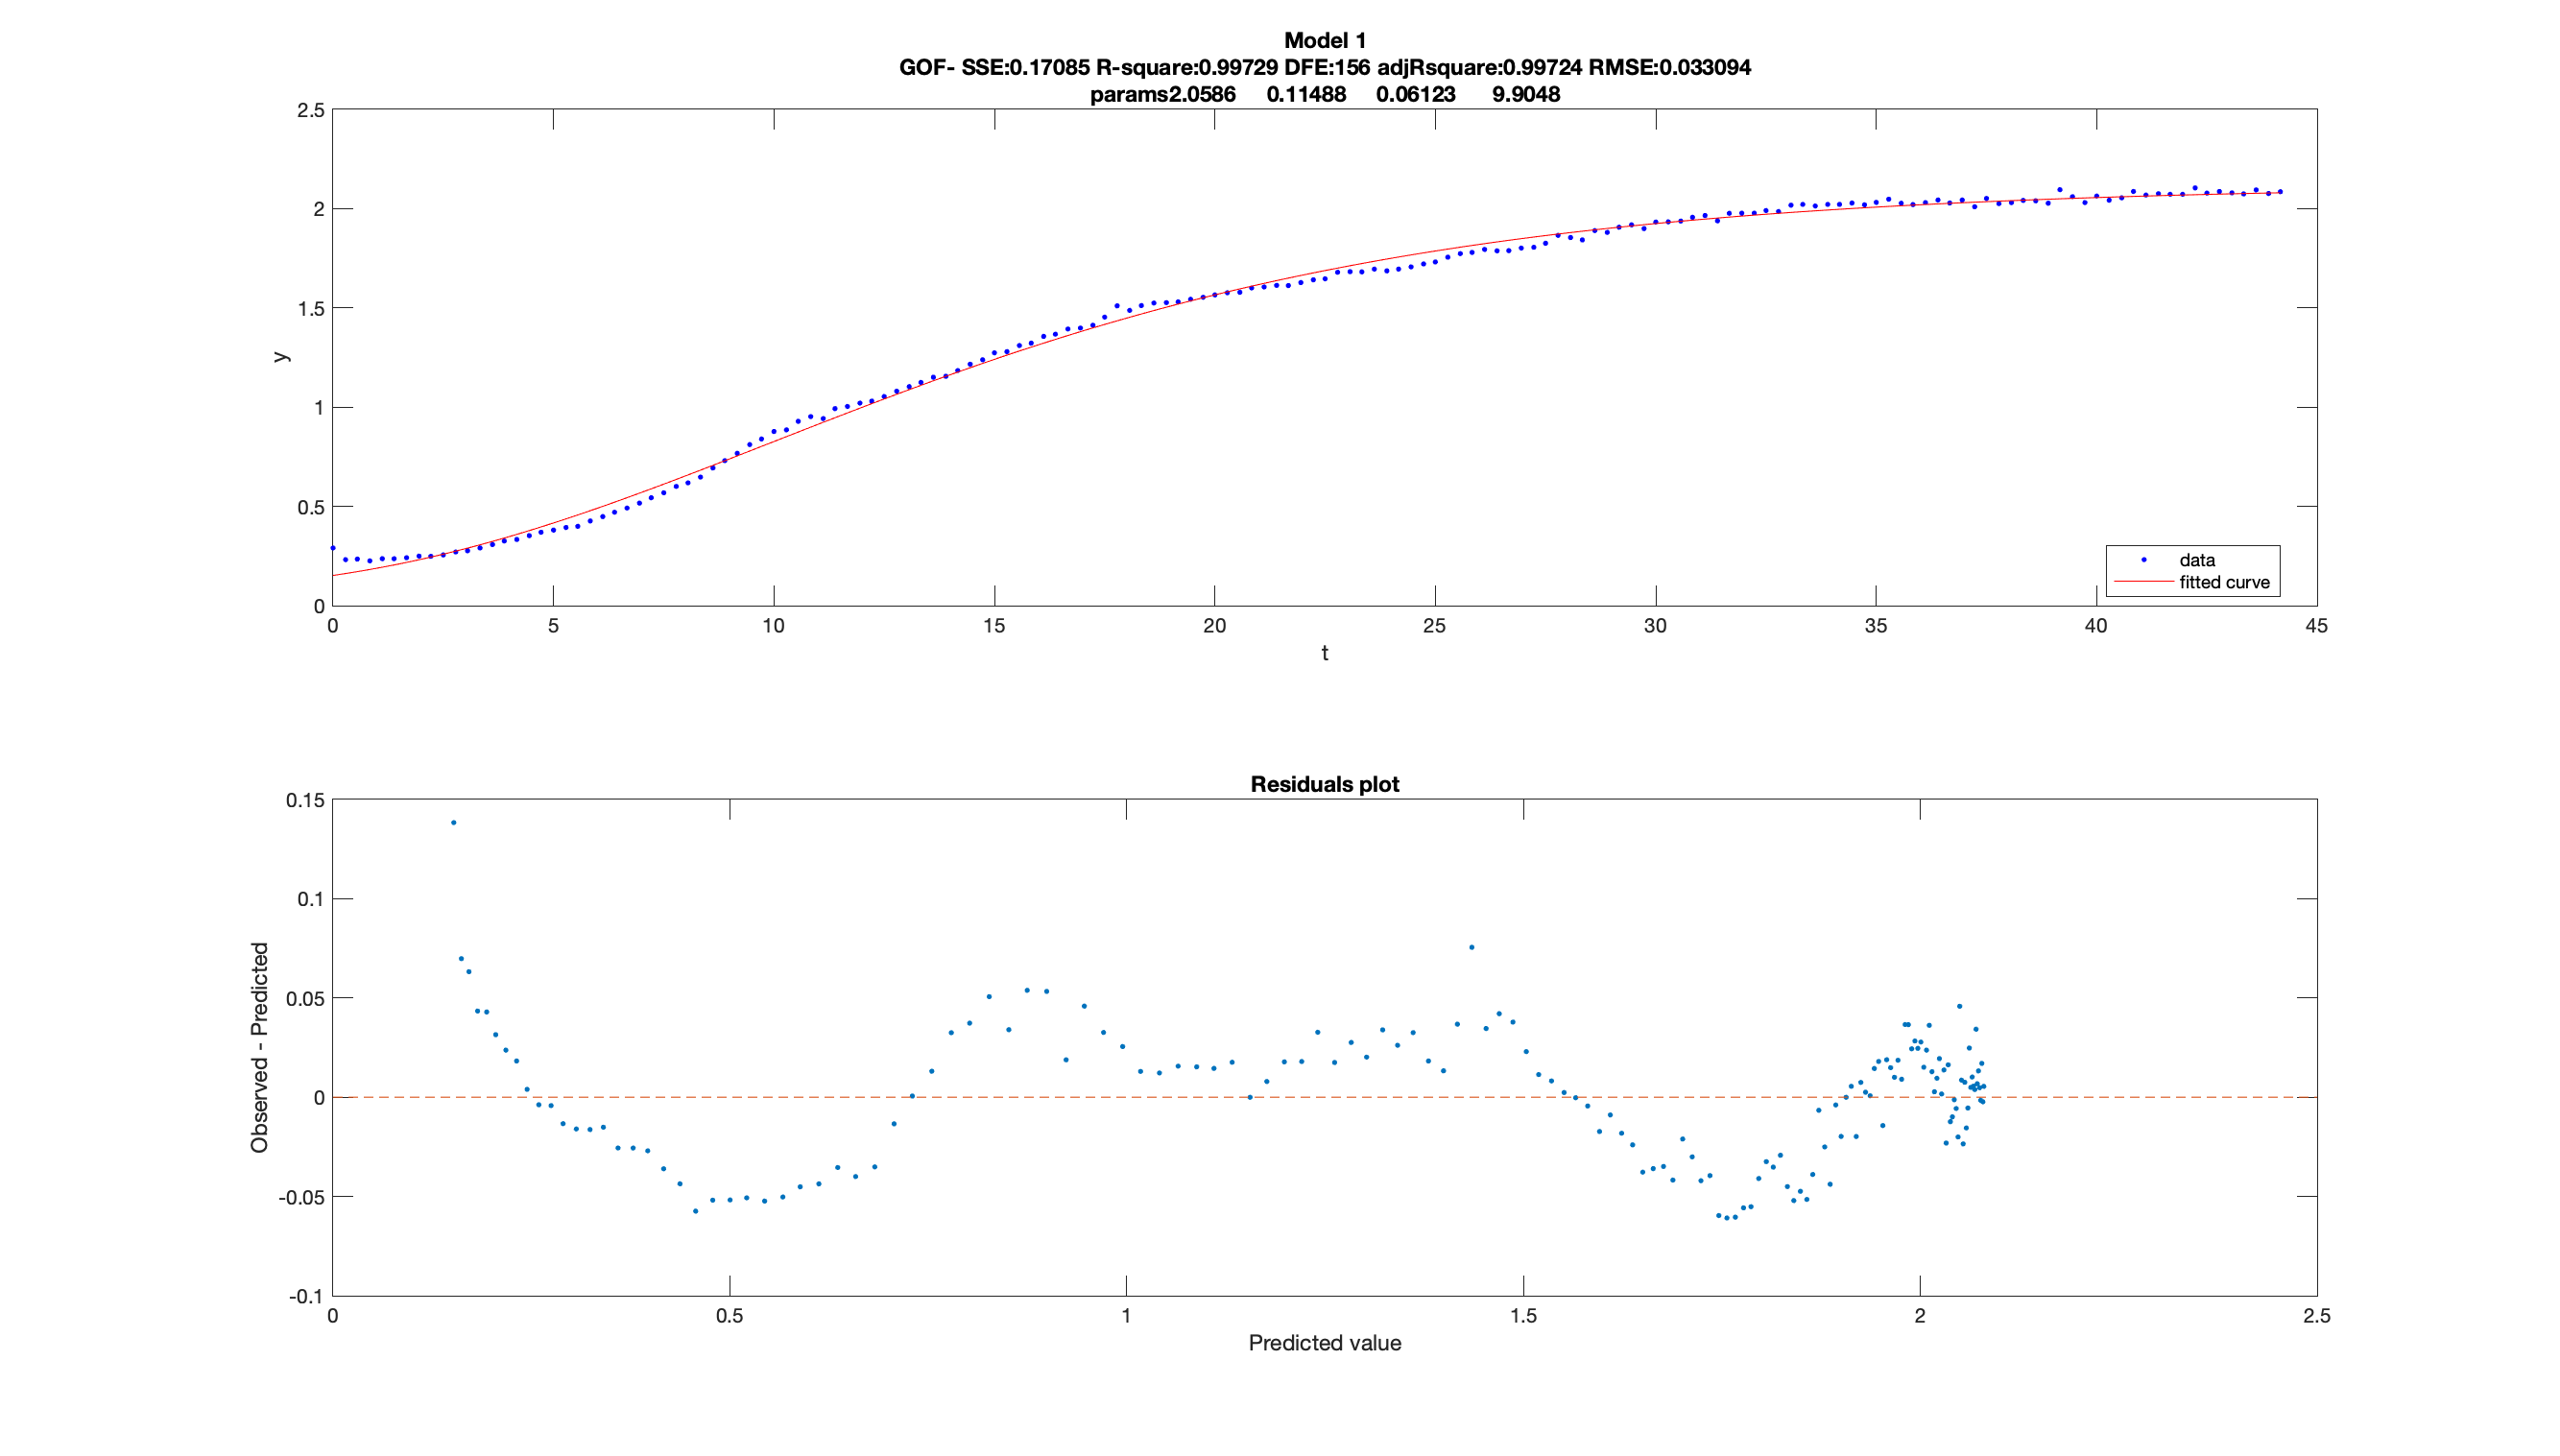 Model 1
GOF- SSE:0.17085 R-square:0.99729 DFE:156 adjRsquare:0.99724 RMSE:0.033094
params2.0586 0.11488 0.06123 9.9048
2.5
2
1.5
1
0.5
0
y
0 5 10 15 20 25 30 35 40 45
t
data
fitted curve
Residuals plot
0.15
0.1
0.05
0
-0.05
-0.1
Observed - Predicted
0 0.5 1 1.5 2 2.5
Predicted value